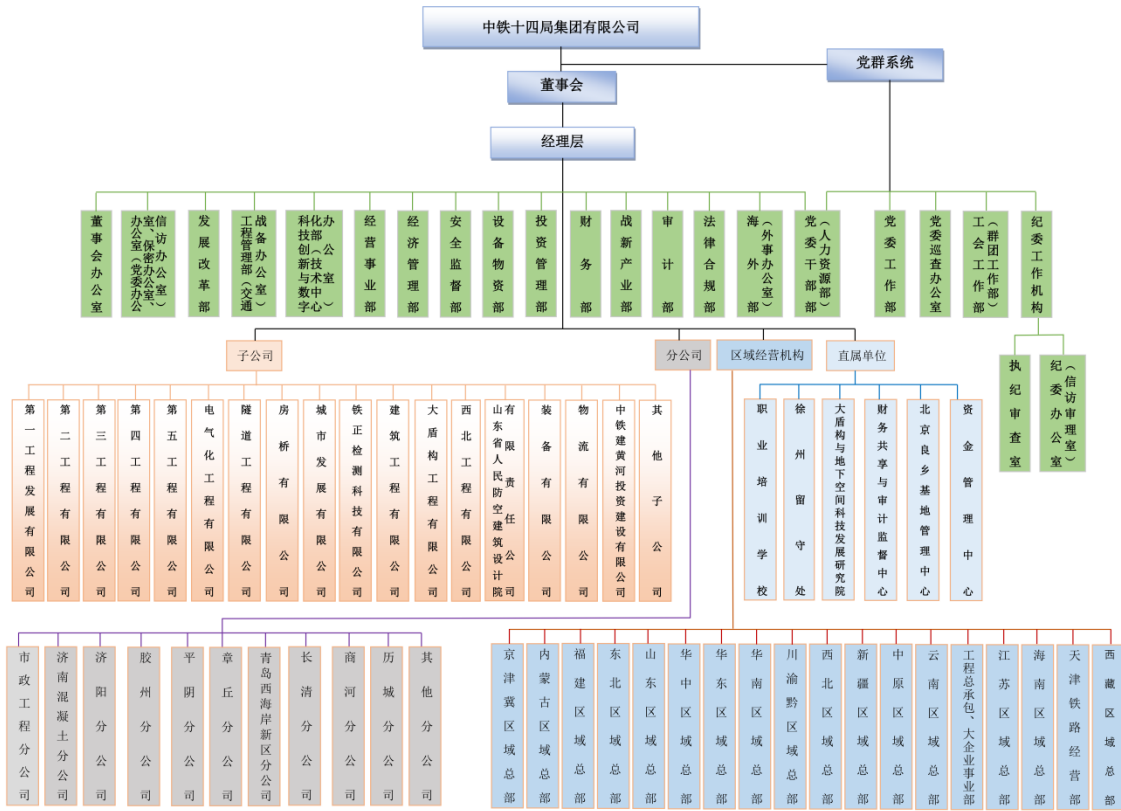 中铁十四局集团有限公司
党群系统
董事会
经理层
董事会办公室
办公室（党委办公
室、保密办公室、
信访办公室）
发展改革部
工程管理部（交通
战备办公室）
科技创新与数字
化部（技术中心
办公室）
经营事业部
经济管理部
安全监督部
设备物资部
投资管理部
财务部
战新产业部
审计部
法律合规部
海外部
（外事办公室）
党委干部部
（人力资源部）
党委工作部
党委巡查办公室
工会工作部
（群团工作部）
纪委工作机构
执纪审查室
纪委办公室
（信访审理室）
子公司
分公司
区域经营机构
直属单位
第一工程发展有限公司
第二工程有限公司
第三工程有限公司
第四工程有限公司
第五工程有限公司
电气化工程有限公司
隧道工程有限公司
房桥有限公司
城市发展有限公司
铁正检测科技有限公司
建筑工程有限公司
大盾构工程有限公司
西北工程有限公司
山东省人民防空建筑设计院
有限责任公司
装备有限公司
物流有限公司
中铁建黄河投资建设有限公司
其他子公司
职业培训学校
徐州留守处
大盾构与地下空间科技发展研究院
财务共享与审计监督中心
北京良乡基地管理中心
资金管理中心
市政工程分公司
济南混凝土分公司
济阳分公司
胶州分公司
平阴分公司
章丘分公司
青岛西海岸新区分公司
长清分公司
商河分公司
历城分公司
其他分公司
京津冀区域总部
内蒙古区域总部
福建区域总部
东北区域总部
山东区域总部
华中区域总部
华东区域总部
华南区域总部
川渝黔区域总部
西北区域总部
新疆区域总部
中原区域总部
云南区域总部
工程总承包、大企业事业部
江苏区域总部
海南区域总部
天津铁路经营部
西藏区域总部